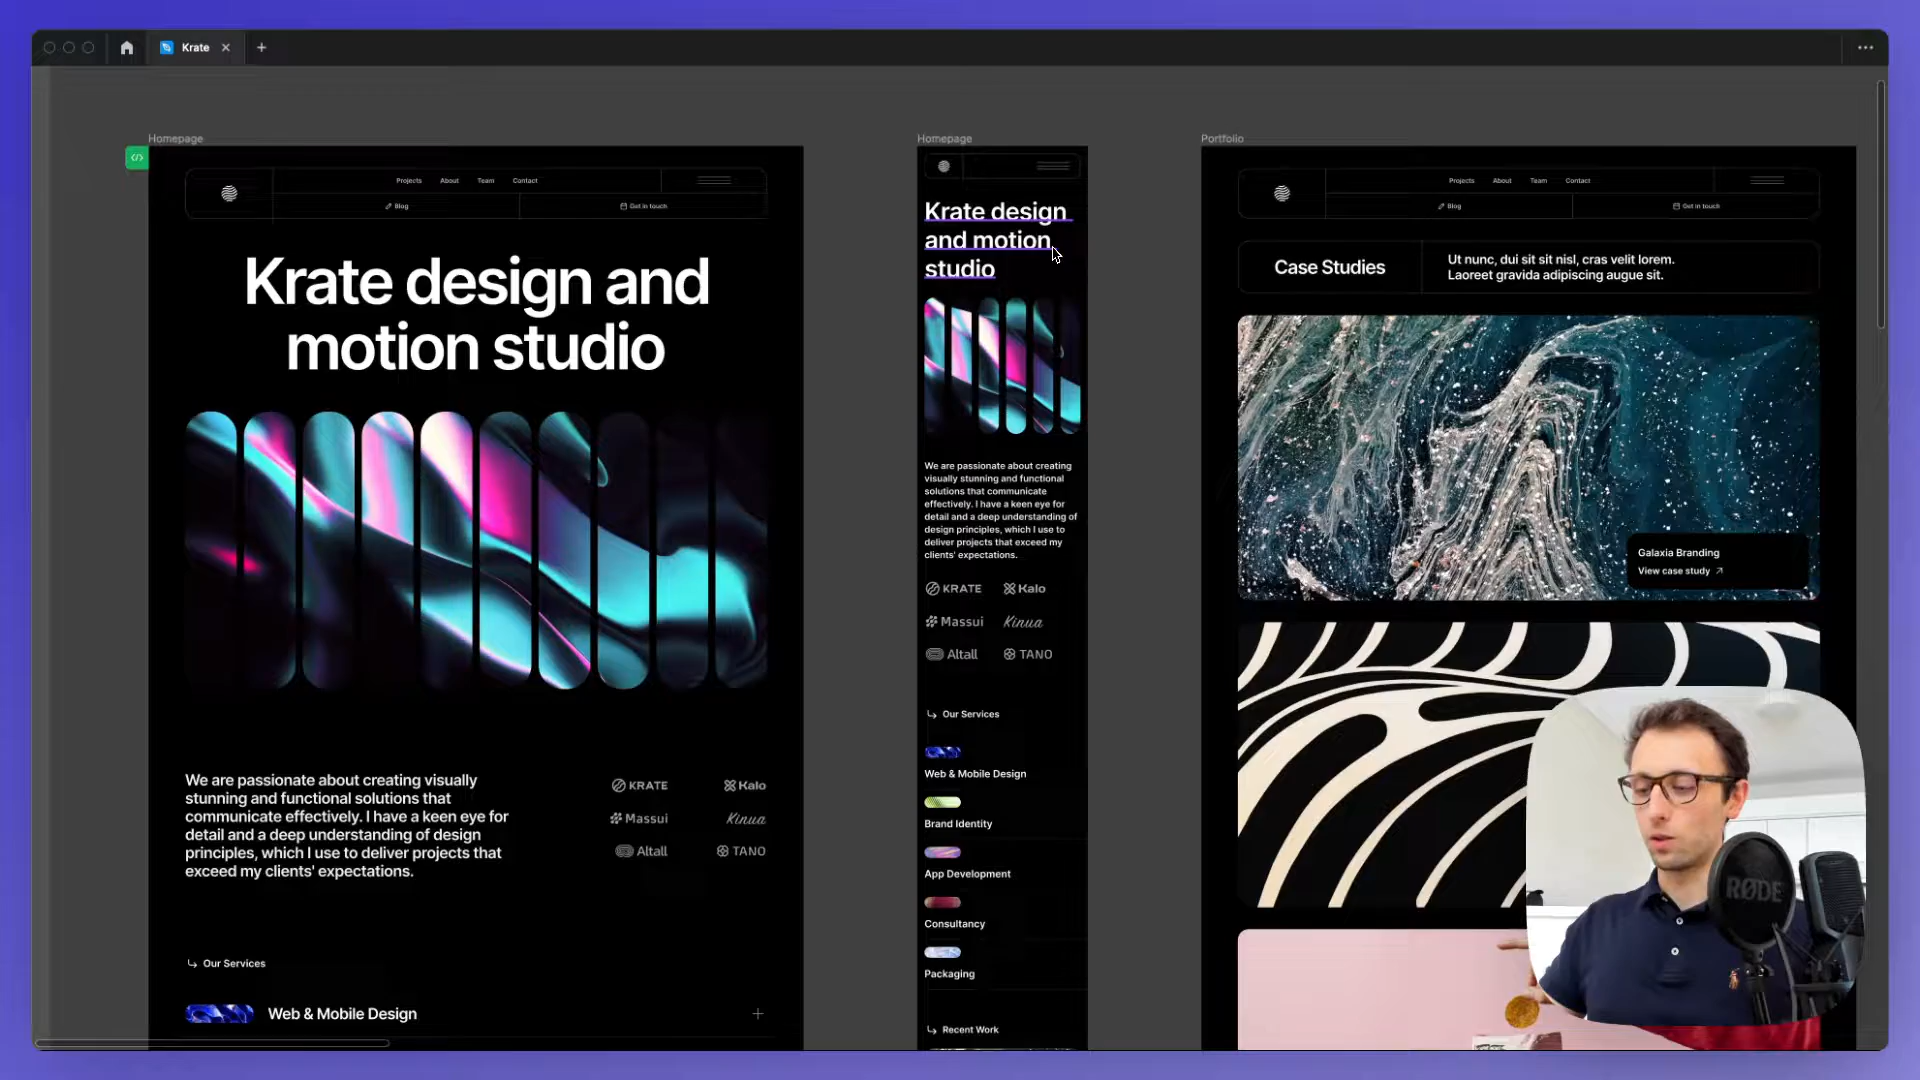 Krate
Homepage
Projects
About
Team
Contact
Blog
Get in touch
Krate design and
motion studio
We are passionate about creating visually
stunning and functional solutions that
communicate effectively. I have a keen eye for
detail and a deep understanding of design
principles, which I use to deliver projects that
exceed my clients' expectations.
KRATE
Kalo
Massui
Kinua
Altall
TANO
Our Services
Web & Mobile Design
Homepage
Krate design
and motion
studio
We are passionate about creating
visually stunning and functional
solutions that communicate
effectively. I have a keen eye for
detail and a deep understanding of
design principles, which I use to
deliver projects that exceed my
clients' expectations.
KRATE
Kalo
Massui
Kinua
Altall
TANO
Our Services
Web & Mobile Design
Brand Identity
App Development
Consultancy
Packaging
Recent Work
Portfolio
Projects
About
Team
Contact
Blog
Get in touch
Case Studies
Ut nunc, dui sit sit nisl, cras velit lorem.
Laoreet gravida adipiscing augue sit.
Galaxia Branding
View case study
RØDE